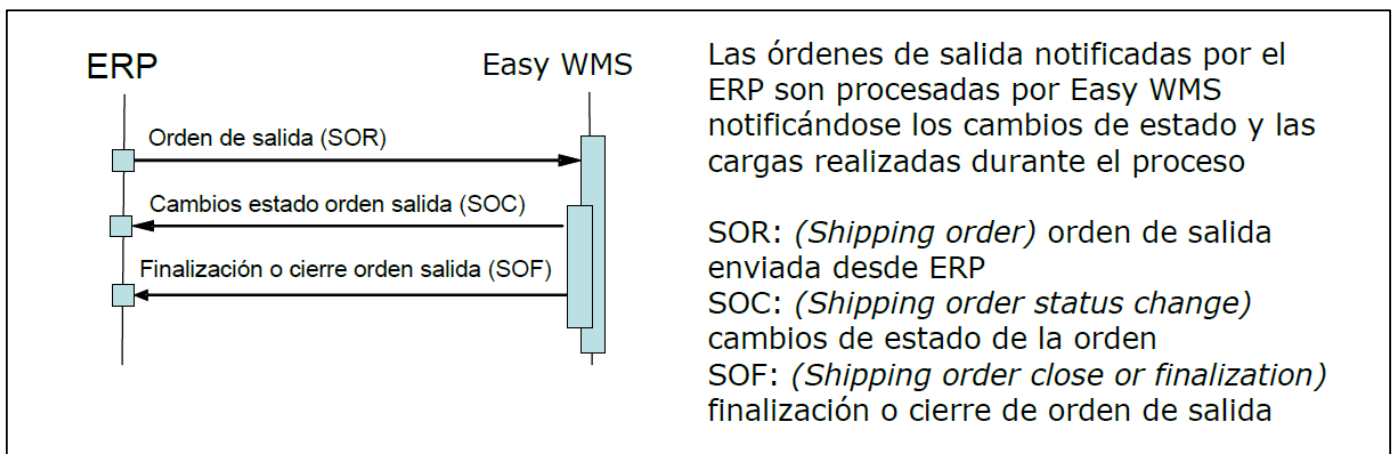 ERP
Easy WMS
Orden de salida (SOR)
Cambios estado orden salida (SOC)
Finalización o cierre orden salida (SOF)
Las órdenes de salida notificadas por el
ERP son procesadas por Easy WMS
notificándose los cambios de estado y las
cargas realizadas durante el proceso
SOR: (Shipping order) orden de salida
enviada desde ERP
SOC: (Shipping order status change)
cambios de estado de la orden
SOF: (Shipping order close or finalization)
finalización o cierre de orden de salida